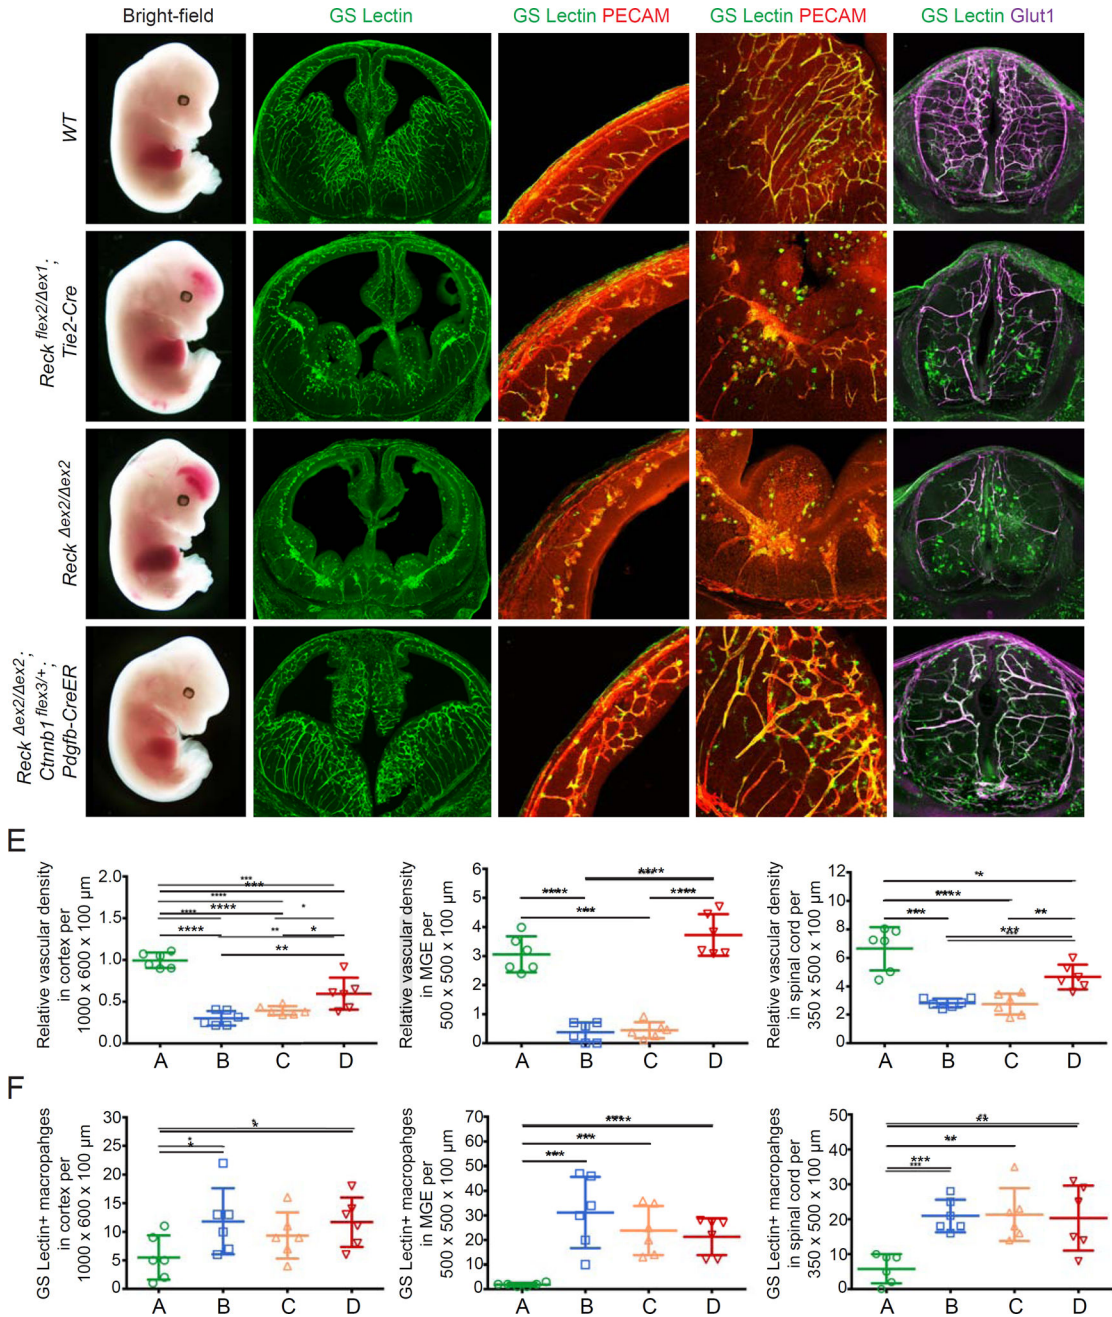 Bright-field GS Lectin GS Lectin PECAM GS Lectin PECAM GS Lectin Glut1
WT
Reck flex2/Δex1;
Tie2-Cre
Reck Δex2/Δex2
Reck Δex2/Δex2;
Ctnnb1 flex3/+;
Pdgfb-CreER
E
Relative vascular density
in cortex per
1000 x 600 x 100 µm
2.0
1.5
1.0
0.5
0.0
A B C D
Relative vascular density
in MGE per
500 x 500 x 100 µm
6
5
4
3
2
1
0
A B C D
Relative vascular density
in spinal cord per
350 x 500 x 100 µm
12
10
8
6
4
2
0
A B C D
F
GS Lectin+ macropahges
in cortex per
1000 x 600 x 100 µm
30
25
20
15
10
5
0
A B C D
GS Lectin+ macropahges
in MGE per
500 x 500 x 100 µm
70
60
50
40
30
20
10
0
A B C D
GS Lectin+ macropahges
in spinal cord per
350 x 500 x 100 µm
50
40
30
20
10
0
A B C D